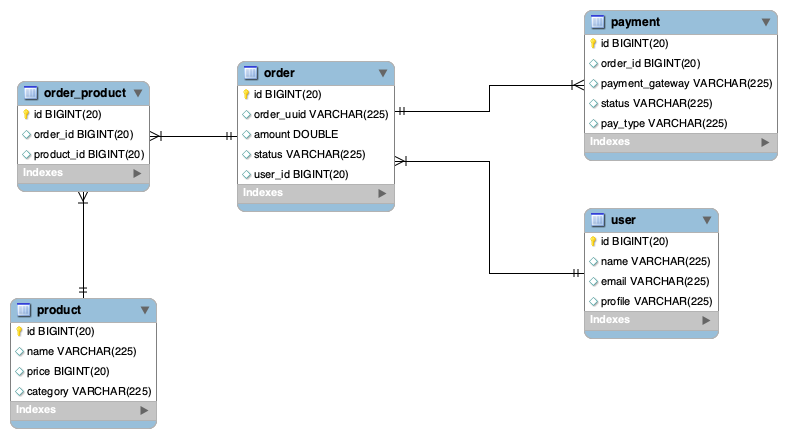 order_product
id BIGINT(20)
order_id BIGINT(20)
product_id BIGINT(20)
Indexes
order
id BIGINT(20)
order_uuid VARCHAR(225)
amount DOUBLE
status VARCHAR(225)
user_id BIGINT(20)
Indexes
payment
id BIGINT(20)
order_id BIGINT(20)
payment_gateway VARCHAR(225)
status VARCHAR(225)
pay_type VARCHAR(225)
Indexes
product
id BIGINT(20)
name VARCHAR(225)
price BIGINT(20)
category VARCHAR(225)
Indexes
user
id BIGINT(20)
name VARCHAR(225)
email VARCHAR(225)
profile VARCHAR(225)
Indexes